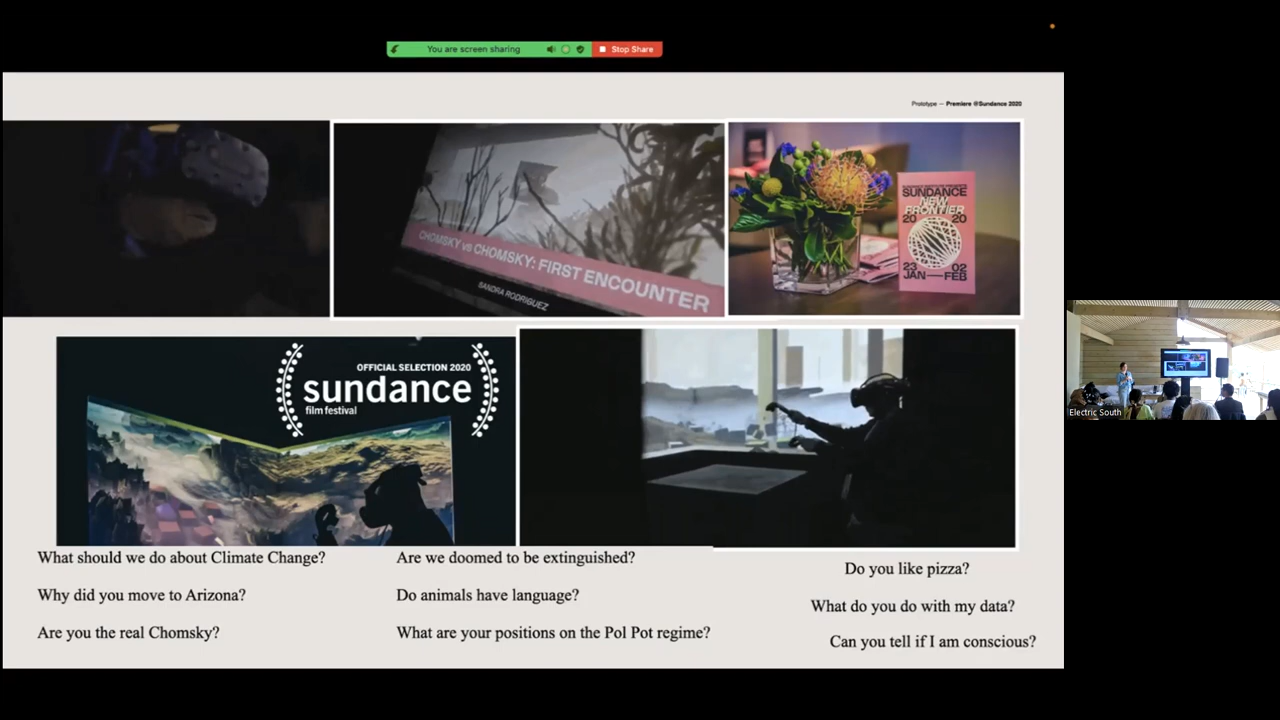 You are screen sharing
Stop Share
Prototype — Premiere @Sundance 2020
CHOMSKY vs CHOMSKY: FIRST ENCOUNTER
SANDRA RODRIGUEZ
SUNDANCE
NEW
FRONTIER
20 20
23 02
JAN—FEB
OFFICIAL SELECTION 2020
sundance
film festival
Electric South
What should we do about Climate Change?
Are we doomed to be extinguished?
Do you like pizza?
Why did you move to Arizona?
Do animals have language?
What do you do with my data?
Are you the real Chomsky?
What are your positions on the Pol Pot regime?
Can you tell if I am conscious?